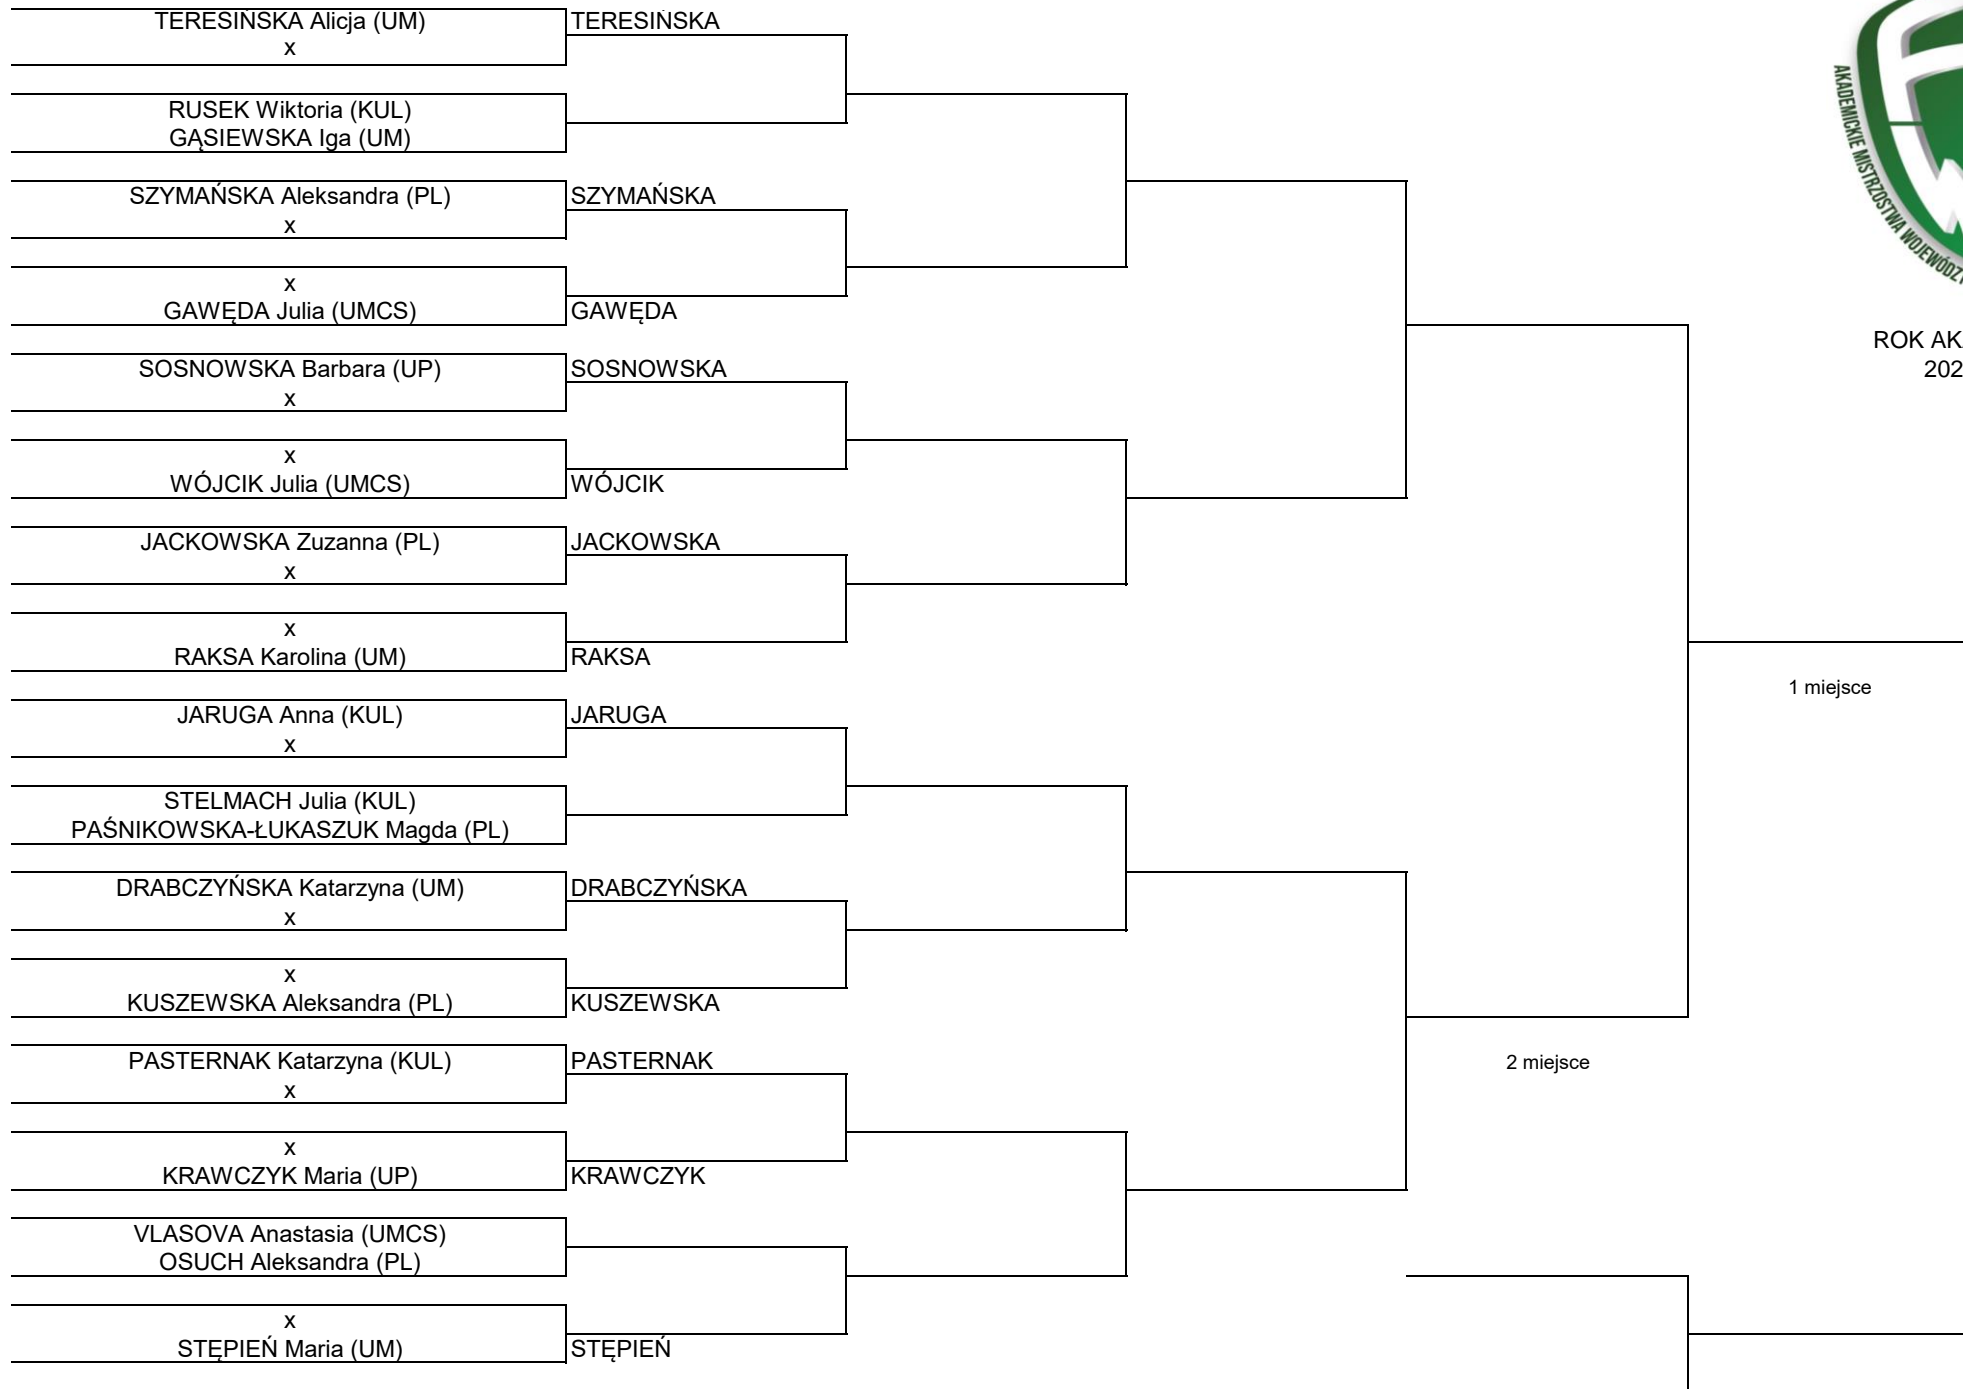 TERESIŃSKA Alicja (UM)
TERESIŃSKA
x
RUSEK Wiktoria (KUL)
GĄSIEWSKA Iga (UM)
SZYMAŃSKA Aleksandra (PL)
SZYMAŃSKA
x
x
GAWĘDA Julia (UMCS)
GAWĘDA
SOSNOWSKA Barbara (UP)
SOSNOWSKA
x
x
WÓJCIK Julia (UMCS)
WÓJCIK
JACKOWSKA Zuzanna (PL)
JACKOWSKA
x
x
RAKSA Karolina (UM)
RAKSA
JARUGA Anna (KUL)
JARUGA
x
STELMACH Julia (KUL)
PAŚNIKOWSKA-ŁUKASZUK Magda (PL)
DRABCZYŃSKA Katarzyna (UM)
DRABCZYŃSKA
x
x
KUSZEWSKA Aleksandra (PL)
KUSZEWSKA
PASTERNAK Katarzyna (KUL)
PASTERNAK
x
x
KRAWCZYK Maria (UP)
KRAWCZYK
VLASOVA Anastasia (UMCS)
OSUCH Aleksandra (PL)
x
STĘPIEŃ Maria (UM)
STĘPIEŃ
2 miejsce
1 miejsce
AKADEMICKIE MISTRZOSTWA
ROK
202